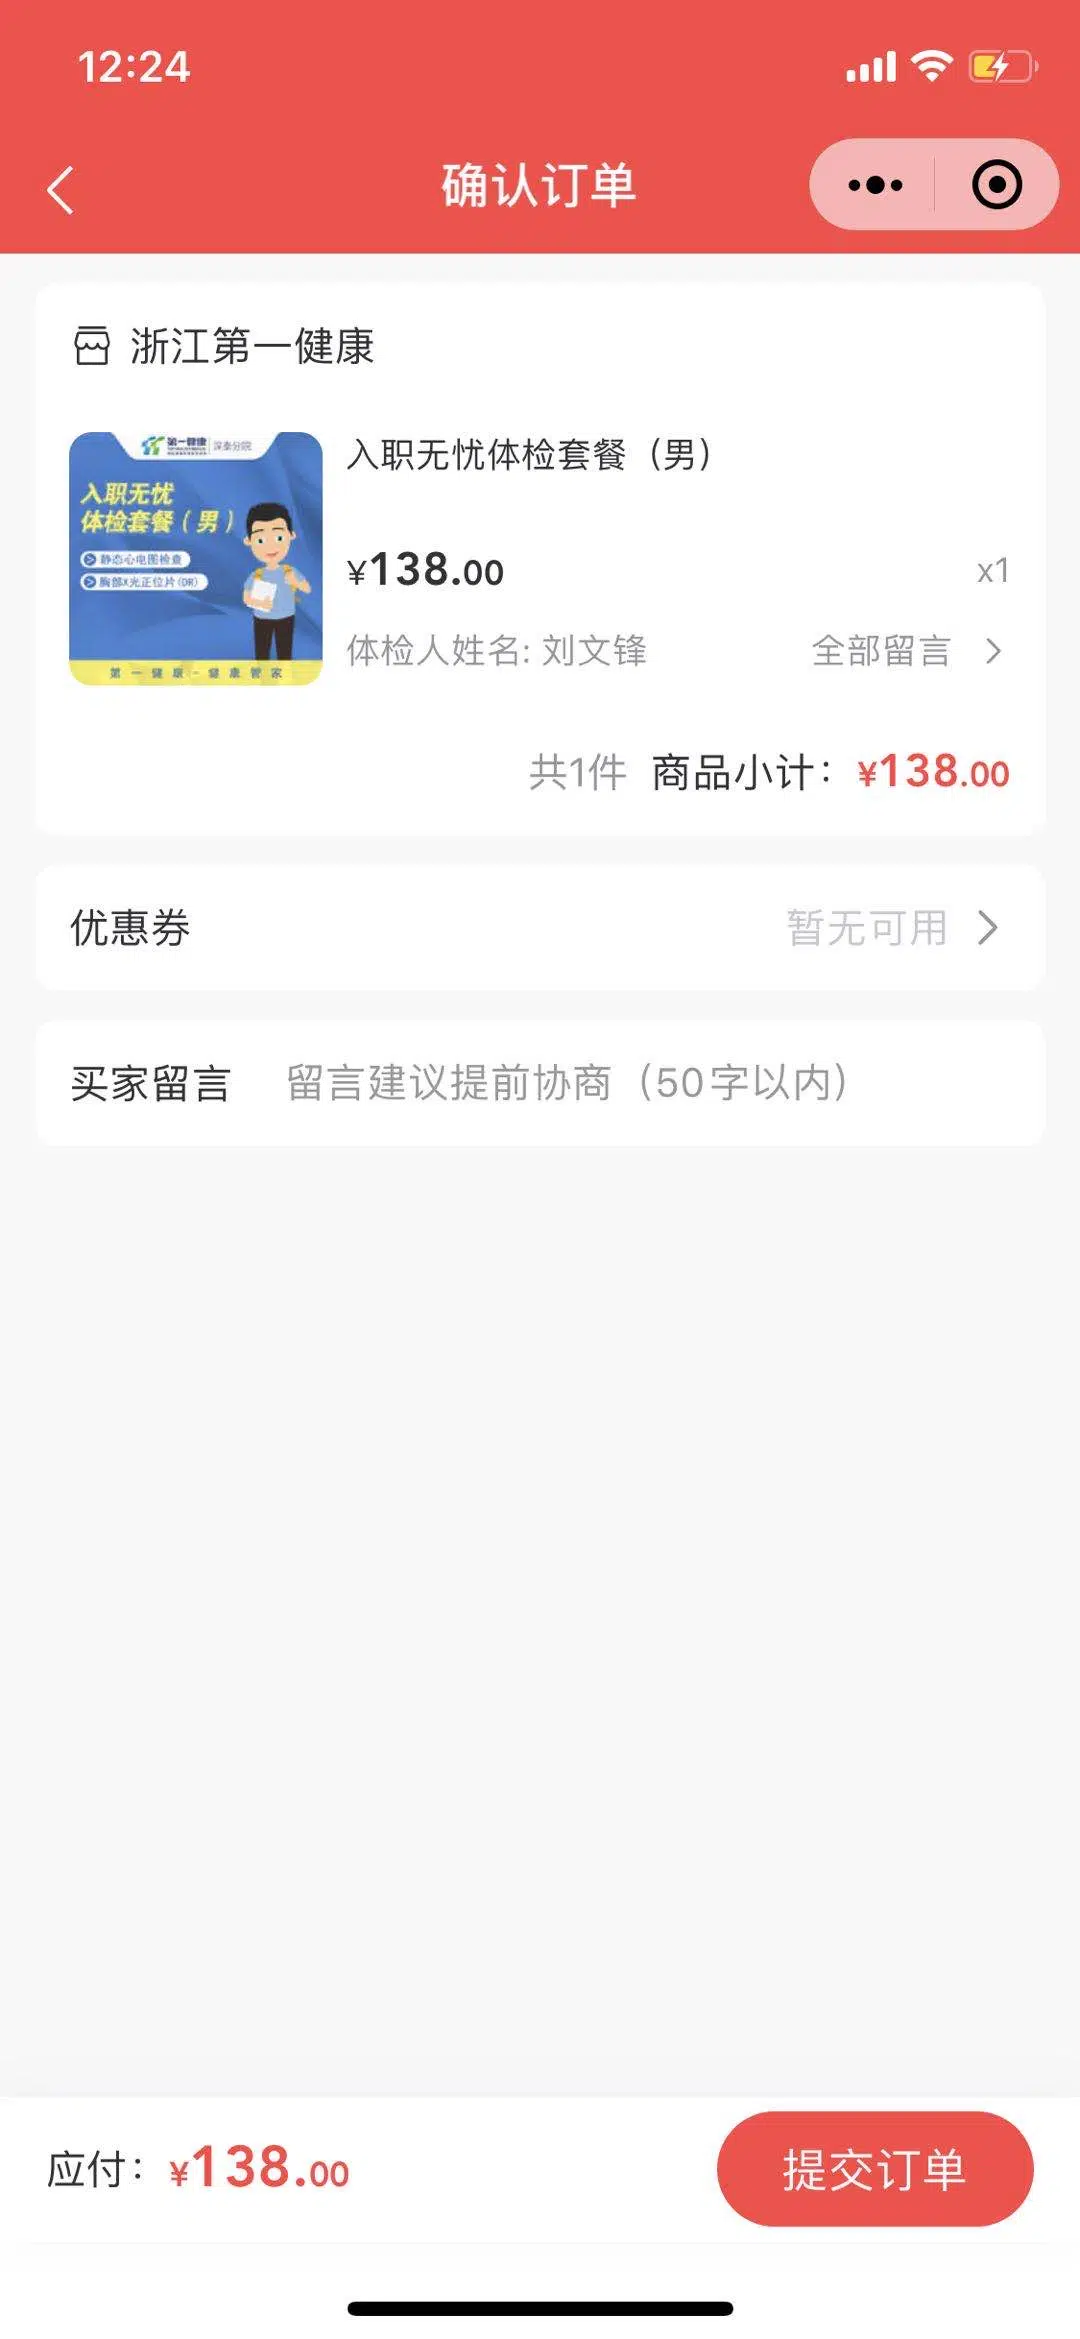 12:24
确认订单
浙江第一健康
第一健康
入职无忧
体检套餐(男)
静态心电图检查
胸部X光正位片(DR)
第一健康 - 健康管家
入职无忧体检套餐（男）
¥138.00
x1
体检人姓名: 刘文锋
全部留言
共1件 商品小计：¥138.00
优惠券
暂无可用
买家留言
留言建议提前协商（50字以内）
应付：¥138.00
提交订单